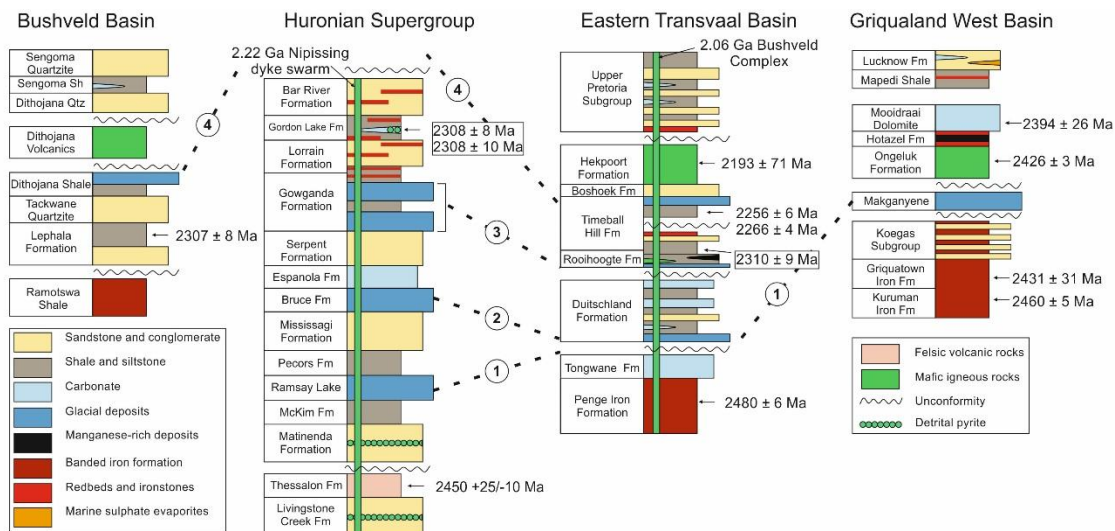 Bushveld Basin
Sengoma
Quartzite
Sengoma Sh
Dithojana Qtz
Dithojana
Volcanics
Dithojana Shale
Tackwane
Quartzite
Lephala
Formation
2307 ± 8 Ma
Ramotswa
Shale
4
Sandstone and conglomerate
Shale and siltstone
Carbonate
Glacial deposits
Manganese-rich deposits
Banded iron formation
Redbeds and ironstones
Marine sulphate evaporites
Huronian Supergroup
2.22 Ga Nipissing
dyke swarm
Bar River
Formation
Gordon Lake Fm
2308 ± 8 Ma
2308 ± 10 Ma
Lorrain
Formation
Gowganda
Formation
Serpent
Formation
Espanola Fm
Bruce Fm
Mississagi
Formation
Pecors Fm
Ramsay Lake
McKim Fm
Matinenda
Formation
Thessalon Fm
2450 +25/-10 Ma
Livingstone
Creek Fm
4
3
2
1
Eastern Transvaal Basin
2.06 Ga Bushveld
Complex
Upper
Pretoria
Subgroup
Hekpoort
Formation
2193 ± 71 Ma
Boshoek Fm
Timeball
Hill Fm
2256 ± 6 Ma
2266 ± 4 Ma
Rooihoogte Fm
2310 ± 9 Ma
Duitschland
Formation
Tongwane Fm
Penge Iron
Formation
2480 ± 6 Ma
1
Griqualand West Basin
Lucknow Fm
Mapedi Shale
Mooidraai
Dolomite
2394 ± 26 Ma
Hotazel Fm
Ongeluk
Formation
2426 ± 3 Ma
Makganyene
Koegas
Subgroup
Griquatown
Iron Fm
2431 ± 31 Ma
Kuruman
Iron Fm
2460 ± 5 Ma
Felsic volcanic rocks
Mafic igneous rocks
Unconformity
Detrital pyrite